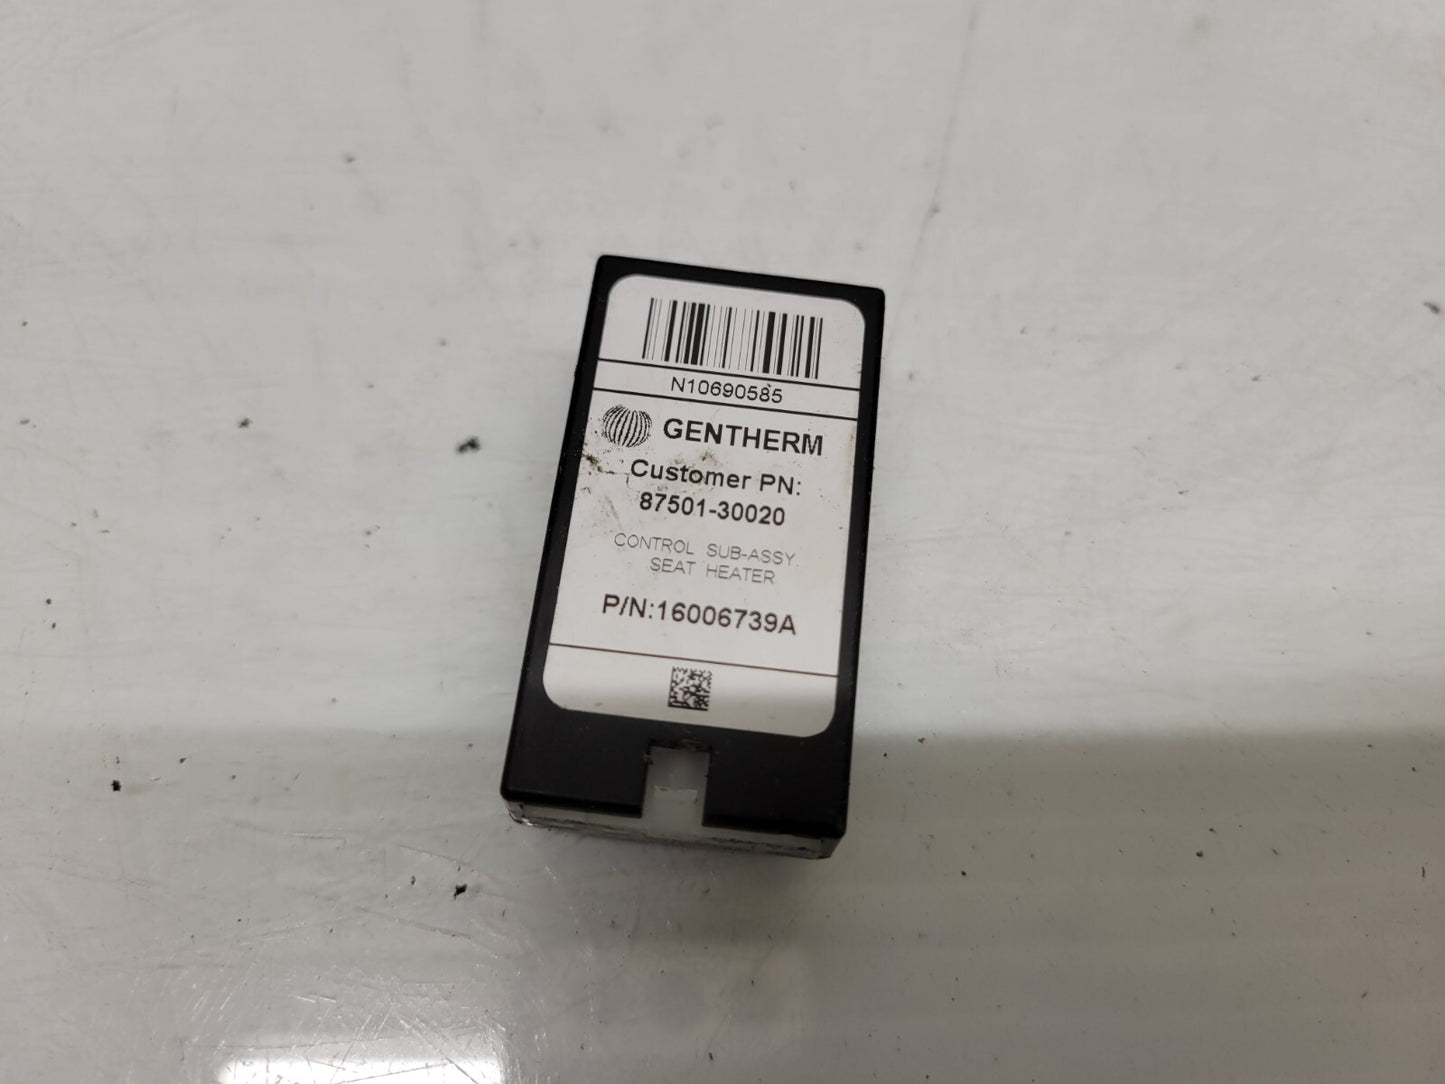 N10690585
GENTHERM
Customer PN:
87501-30020
CONTROL SUB-ASSY.
SEAT HEATER
P/N:16006739A